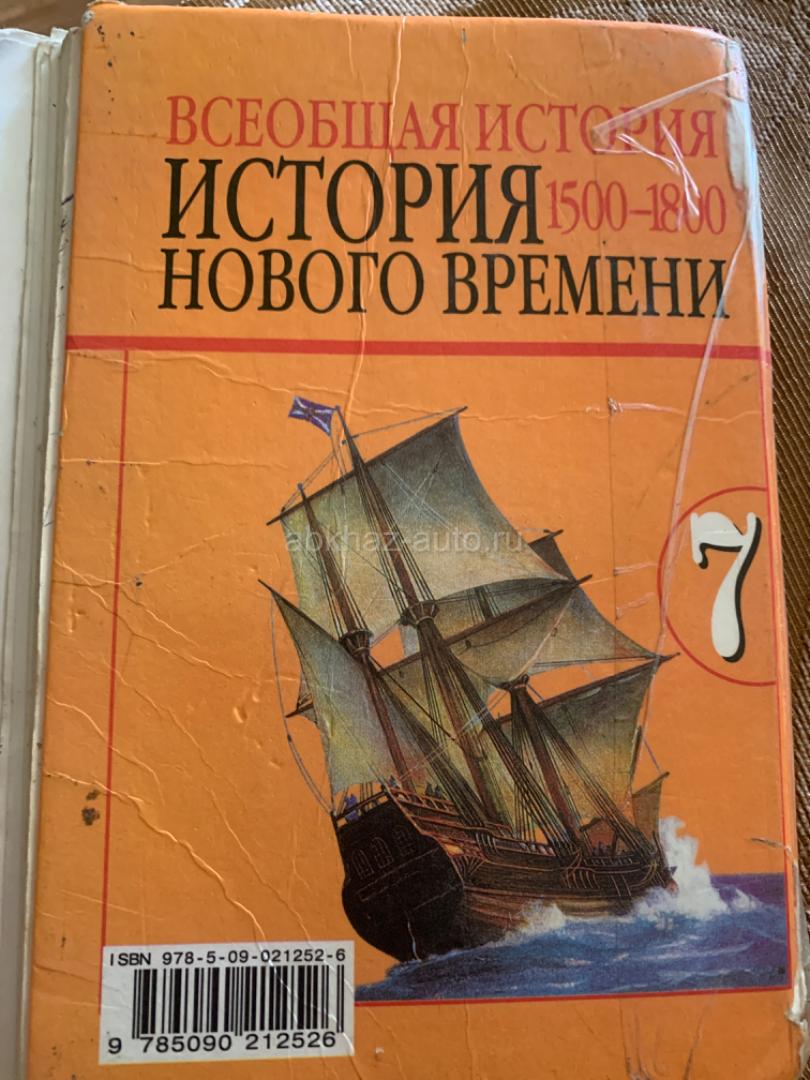 ВСЕОБЩАЯ ИСТОРИЯ
ИСТОРИЯ 1500–1800
НОВОГО ВРЕМЕНИ
abkhaz-auto.ru
7
ISBN 978-5-09-021252-6
9 785090 212526